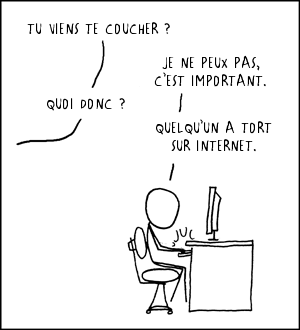 TU VIENS TE COUCHER ?
JE NE PEUX PAS,
C'EST IMPORTANT.
QUOI DONC ?
QUELQU'UN A TORT
SUR INTERNET.